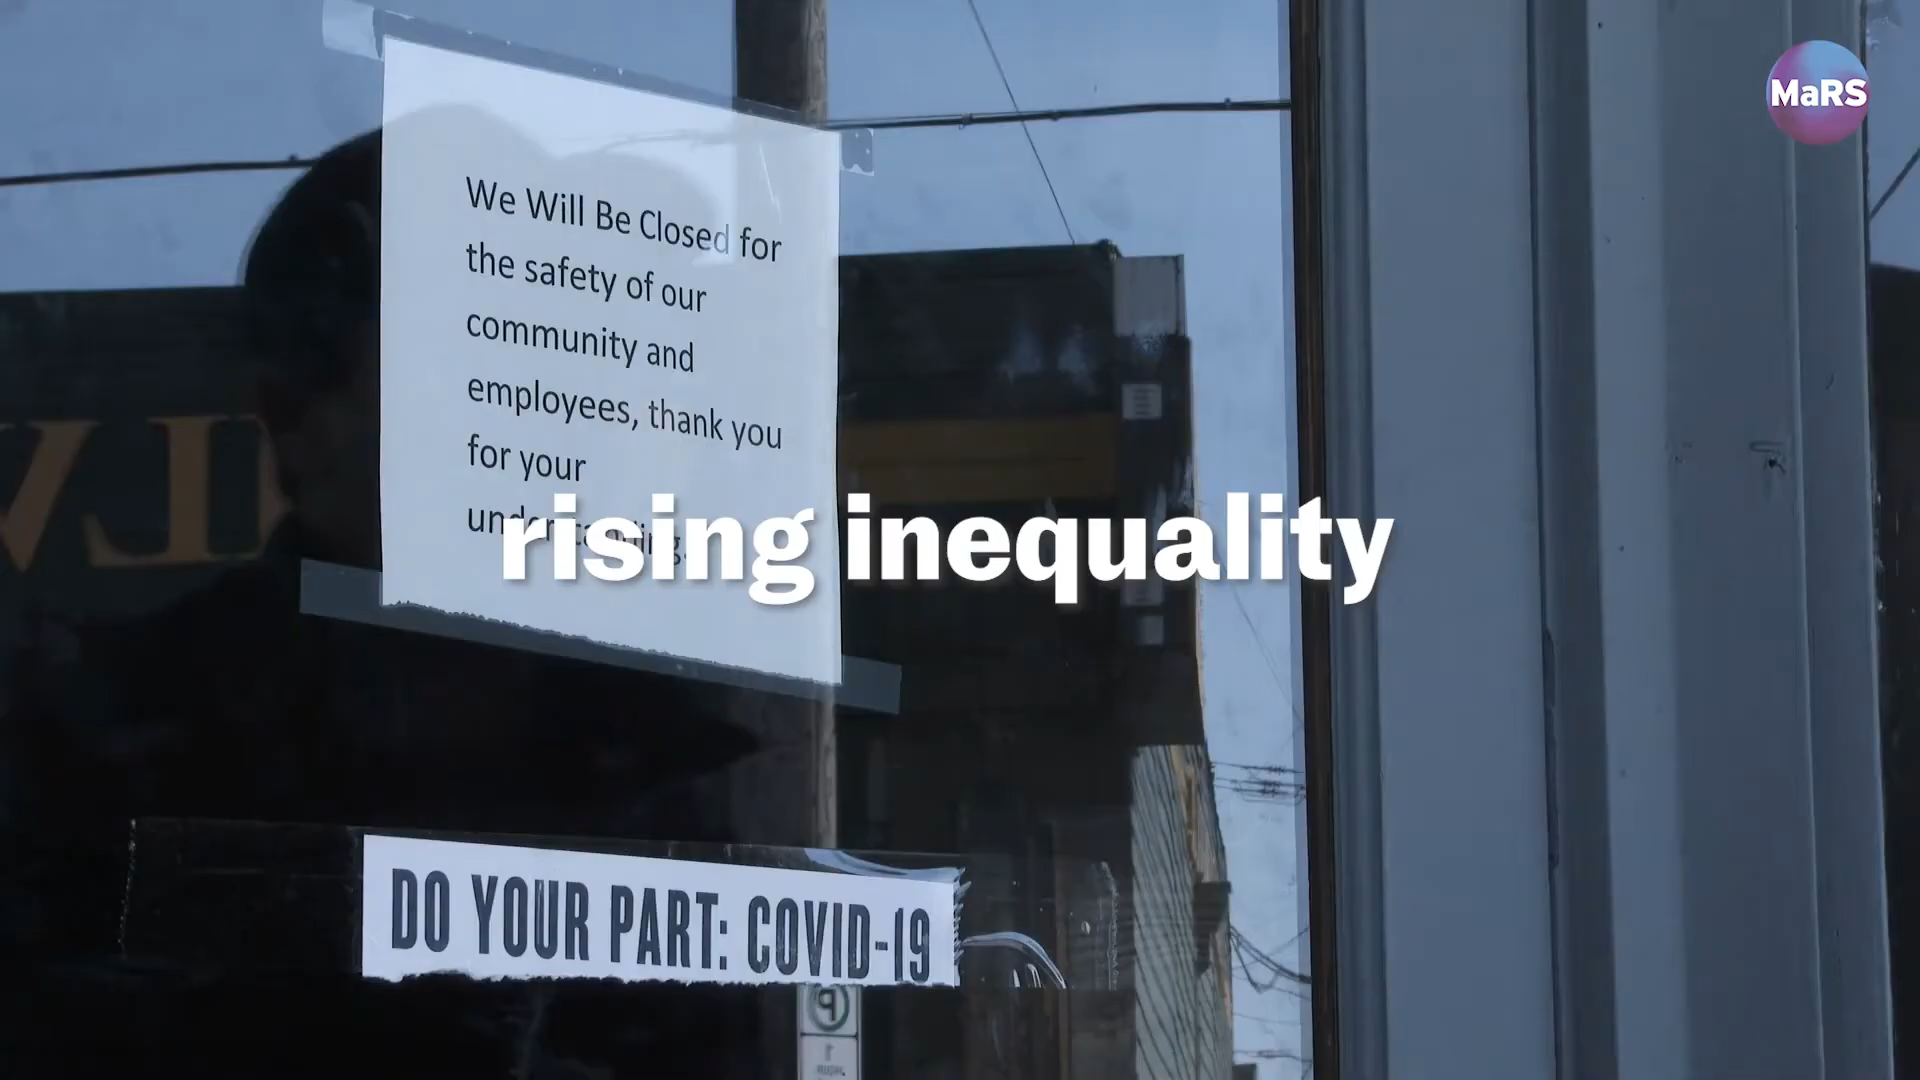 MaRS
We Will Be Closed for
the safety of our
community and
employees, thank you
for your
understanding.
rising inequality
DO YOUR PART: COVID-19